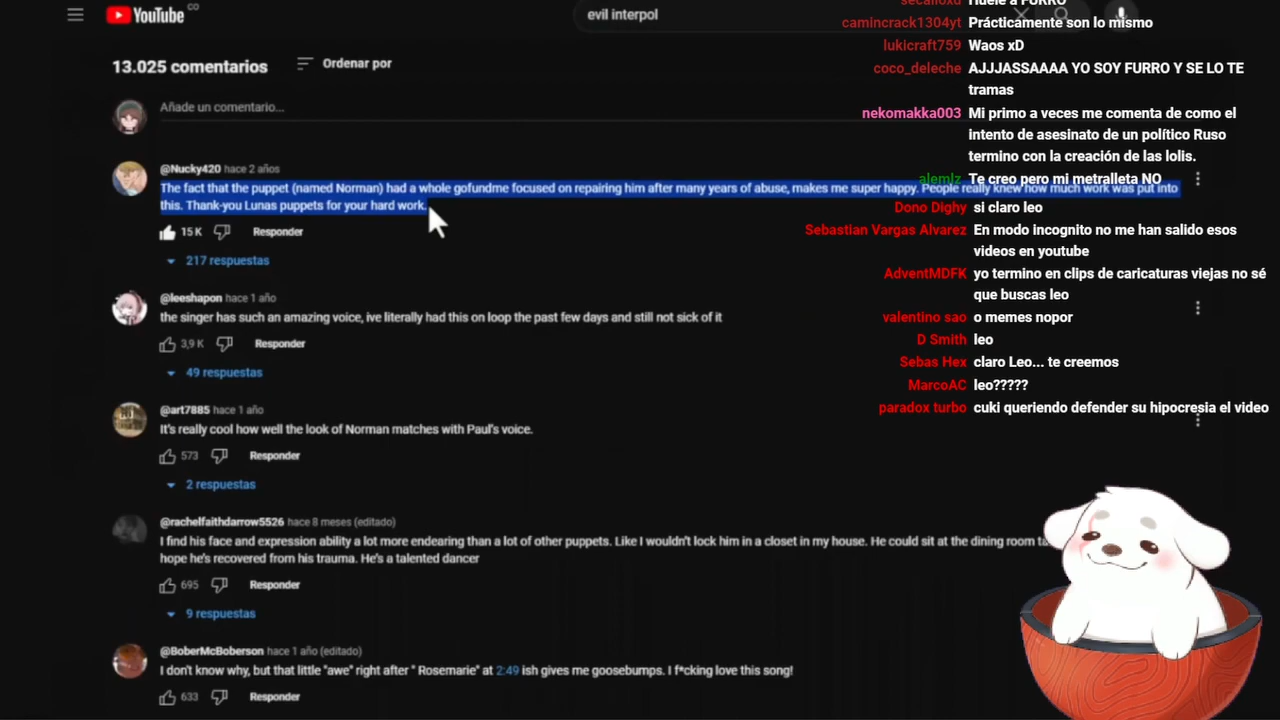 YouTube CO
evil interpol
13.025 comentarios
Ordenar por
Añade un comentario...
@Nucky420 hace 2 años
The fact that the puppet (named Norman) had a whole gofundme focused on repairing him after many years of abuse, makes me super happy. People really knew how much work was put into
this. Thank-you Lunas puppets for your hard work.
15 K Responder
217 respuestas
@leeshapon hace 1 año
the singer has such an amazing voice, ive literally had this on loop the past few days and still not sick of it
3,9 K Responder
49 respuestas
@art7885 hace 1 año
It's really cool how well the look of Norman matches with Paul's voice.
573 Responder
2 respuestas
@rachelfaithdarrow5526 hace 8 meses (editado)
I find his face and expression ability a lot more endearing than a lot of other puppets. Like I wouldn't lock him in a closet in my house. He could sit at the dining room
hope he's recovered from his trauma. He's a talented dancer
695 Responder
9 respuestas
@BoberMcBoberson hace 1 año (editado)
I don't know why, but that little "awe" right after " Rosemarie" at 2:49 ish gives me goosebumps. I f*cking love this song!
633 Responder
secalloxd Huele a FURRO
camincrack1304yt Prácticamente son lo mismo
lukicraft759 Waos xD
coco_deleche AJJJASSAAAA YO SOY FURRO Y SE LO TE
tramas
nekomakka003 Mi primo a veces me comenta de como el
intento de asesinato de un político Ruso
termino con la creación de las lolis.
alemlz Te creo pero mi metralleta NO
Dono Dighy si claro leo
Sebastian Vargas Alvarez En modo incognito no me han salido esos
videos en youtube
AdventMDFK yo termino en clips de caricaturas viejas no sé
que buscas leo
valentino sao o memes nopor
D Smith leo
Sebas Hex claro Leo... te creemos
MarcoAC leo?????
paradox turbo cuki queriendo defender su hipocresia el video